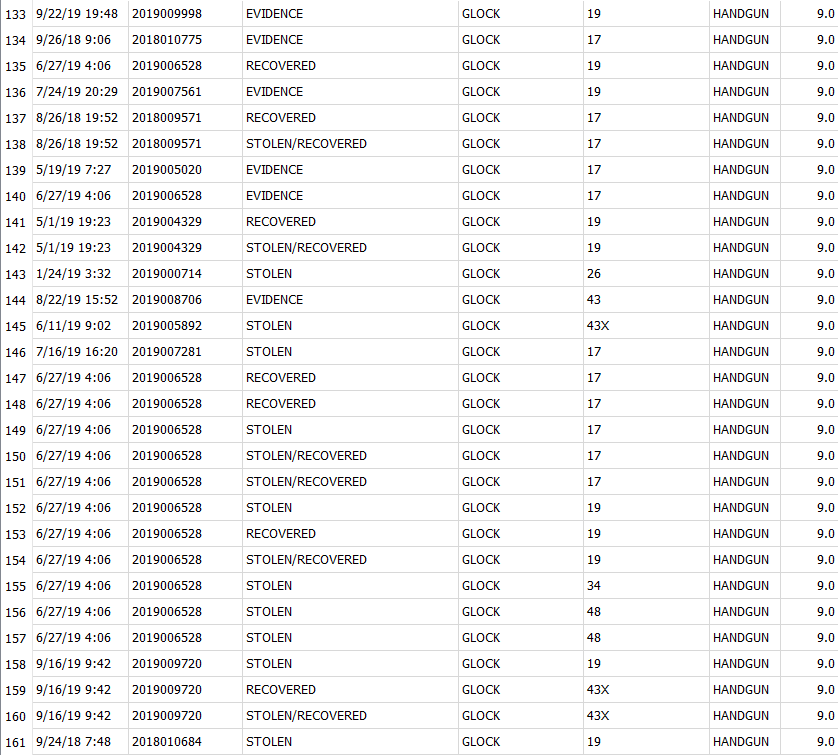 133 9/22/19 19:48 2019009998 EVIDENCE GLOCK 19 HANDGUN 9.0
134 9/26/18 9:06 2018010775 EVIDENCE GLOCK 17 HANDGUN 9.0
135 6/27/19 4:06 2019006528 RECOVERED GLOCK 19 HANDGUN 9.0
136 7/24/19 20:29 2019007561 EVIDENCE GLOCK 19 HANDGUN 9.0
137 8/26/18 19:52 2018009571 RECOVERED GLOCK 17 HANDGUN 9.0
138 8/26/18 19:52 2018009571 STOLEN/RECOVERED GLOCK 17 HANDGUN 9.0
139 5/19/19 7:27 2019005020 EVIDENCE GLOCK 17 HANDGUN 9.0
140 6/27/19 4:06 2019006528 EVIDENCE GLOCK 17 HANDGUN 9.0
141 5/1/19 19:23 2019004329 RECOVERED GLOCK 19 HANDGUN 9.0
142 5/1/19 19:23 2019004329 STOLEN/RECOVERED GLOCK 19 HANDGUN 9.0
143 1/24/19 3:32 2019000714 STOLEN GLOCK 26 HANDGUN 9.0
144 8/22/19 15:52 2019008706 EVIDENCE GLOCK 43 HANDGUN 9.0
145 6/11/19 9:02 2019005892 STOLEN GLOCK 43X HANDGUN 9.0
146 7/16/19 16:20 2019007281 STOLEN GLOCK 17 HANDGUN 9.0
147 6/27/19 4:06 2019006528 RECOVERED GLOCK 17 HANDGUN 9.0
148 6/27/19 4:06 2019006528 RECOVERED GLOCK 17 HANDGUN 9.0
149 6/27/19 4:06 2019006528 STOLEN GLOCK 17 HANDGUN 9.0
150 6/27/19 4:06 2019006528 STOLEN/RECOVERED GLOCK 17 HANDGUN 9.0
151 6/27/19 4:06 2019006528 STOLEN/RECOVERED GLOCK 17 HANDGUN 9.0
152 6/27/19 4:06 2019006528 STOLEN GLOCK 19 HANDGUN 9.0
153 6/27/19 4:06 2019006528 RECOVERED GLOCK 19 HANDGUN 9.0
154 6/27/19 4:06 2019006528 STOLEN/RECOVERED GLOCK 19 HANDGUN 9.0
155 6/27/19 4:06 2019006528 STOLEN GLOCK 34 HANDGUN 9.0
156 6/27/19 4:06 2019006528 STOLEN GLOCK 48 HANDGUN 9.0
157 6/27/19 4:06 2019006528 STOLEN GLOCK 48 HANDGUN 9.0
158 9/16/19 9:42 2019009720 STOLEN GLOCK 19 HANDGUN 9.0
159 9/16/19 9:42 2019009720 RECOVERED GLOCK 43X HANDGUN 9.0
160 9/16/19 9:42 2019009720 STOLEN/RECOVERED GLOCK 43X HANDGUN 9.0
161 9/24/18 7:48 2018010684 STOLEN GLOCK 19 HANDGUN 9.0